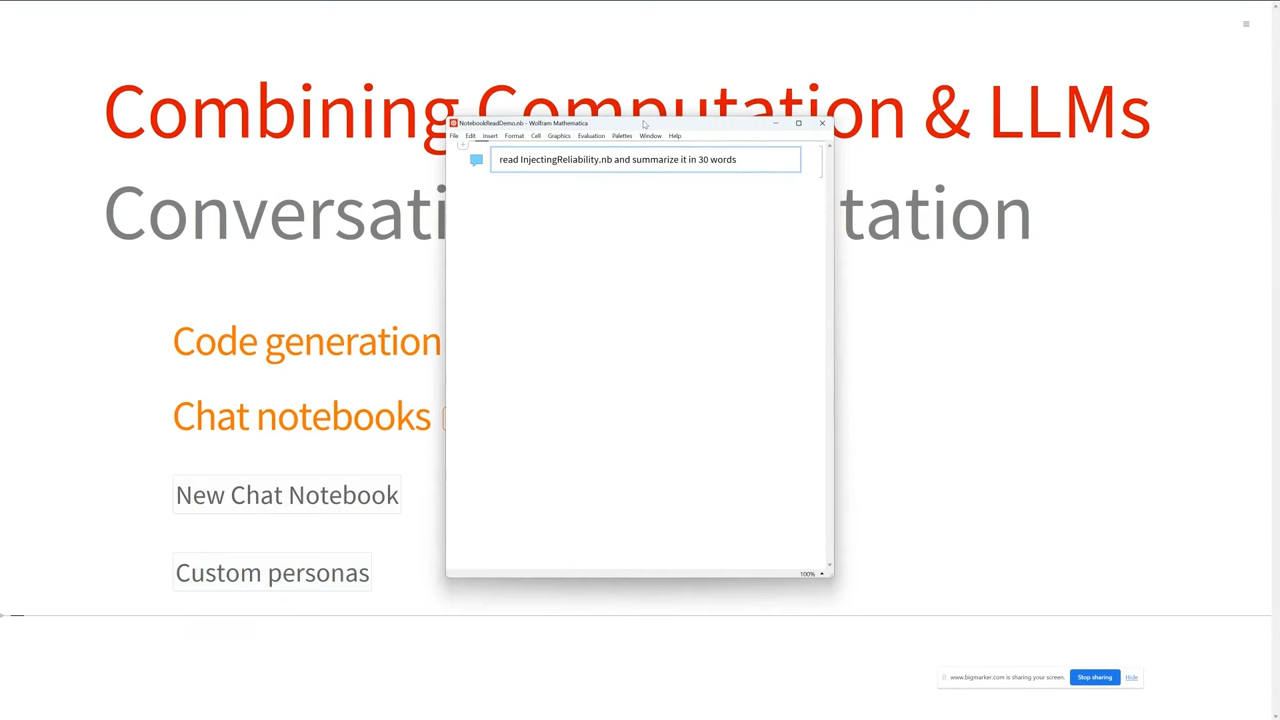 Combining Computation & LLMs
NotebookReadDemo.nb - Wolfram Mathematica
File Edit Insert Format Cell Graphics Evaluation Palettes Window Help
read InjectingReliability.nb and summarize it in 30 words
Conversati tation
Code generation
Chat notebooks
New Chat Notebook
Custom personas
100%
www.bigmarker.com is sharing your screen. Stop sharing Hide